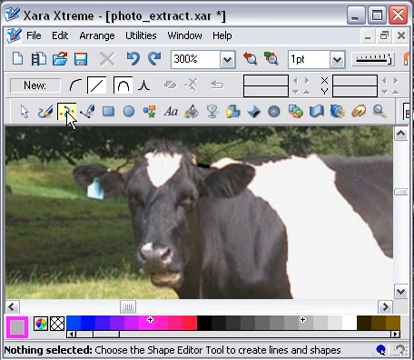 Xara Xtreme - [photo_extract.xar *]
File Edit Arrange Utilities Window Help
300% 1pt
New: X Y
Aa
Nothing selected: Choose the Shape Editor Tool to create lines and shapes